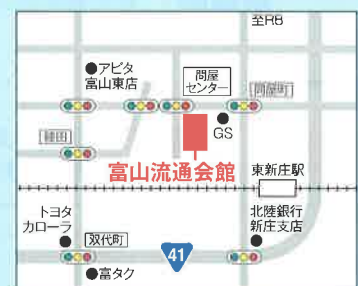 至R8
アピタ
富山東店
問屋
センター
問屋町
GS
富山流通会館
東新庄駅
トヨタ
カローラ
双代町
41
北陸銀行
新庄支店
富タク